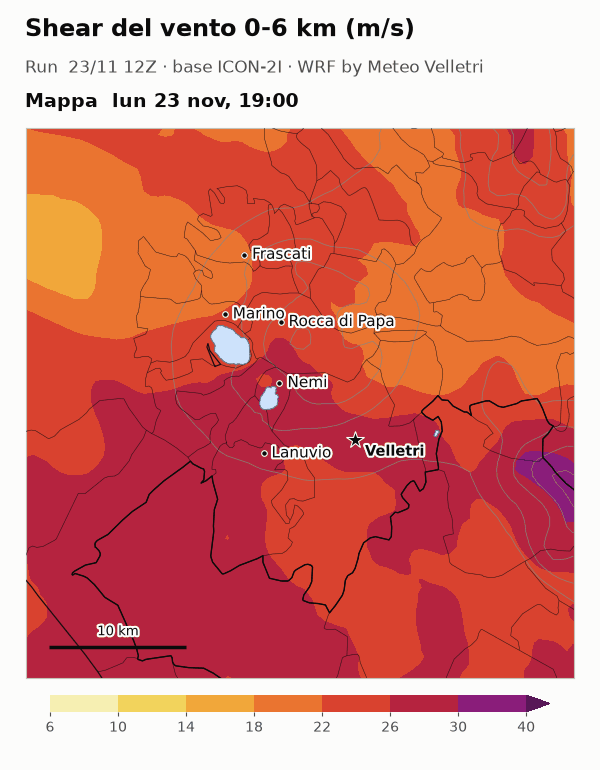 Shear del vento 0-6 km (m/s)
Run 23/11 12Z · base ICON-2I · WRF by Meteo Velletri
Mappa lun 23 nov, 19:00
Frascati
Marino
Rocca di Papa
Nemi
Velletri
Lanuvio
10 km
6 10 14 18 22 26 30 40